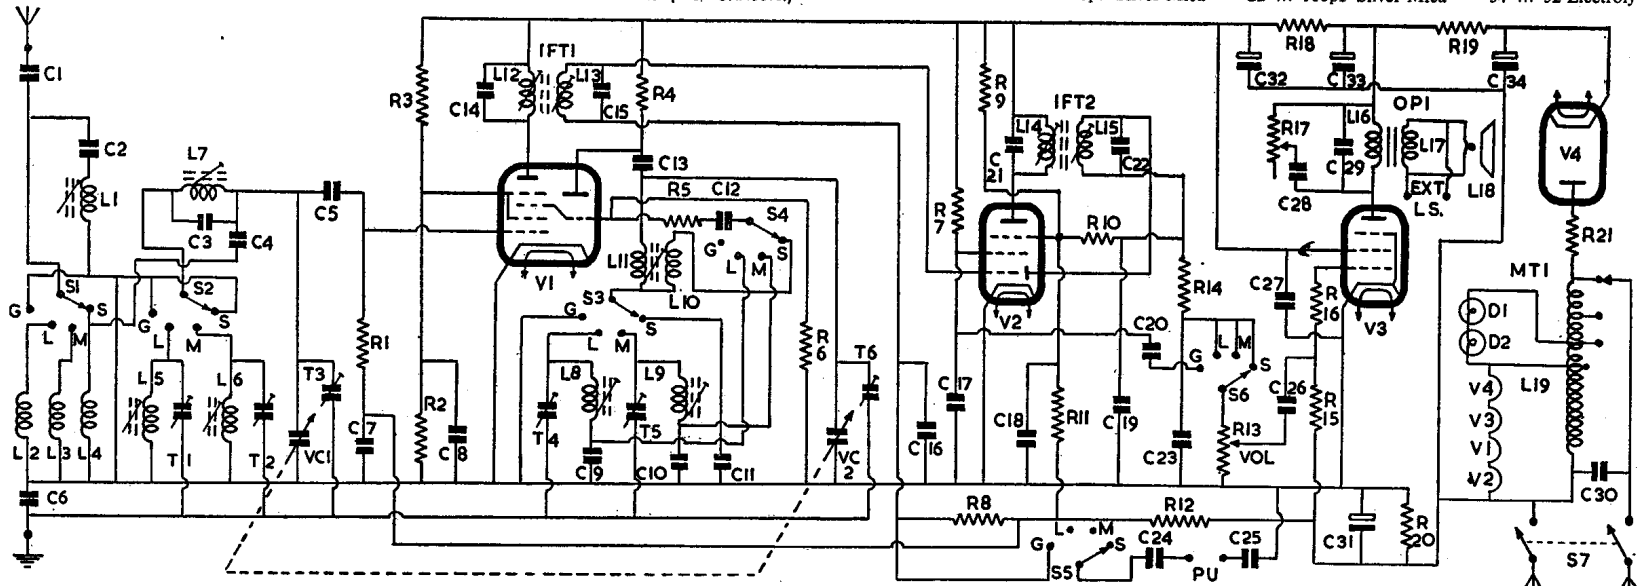 C1
C2
L1
L7
C3
C4
C5
S1
G
S
L
M
S2
G
S
L
M
L2
L3
L4
C6
L5
L6
T1
T2
VC1
T3
R1
C7
R3
R2
C8
IFT1
L12
L13
C14
C15
R4
C13
V1
R5
C12
S4
G
S
L
M
L11
L10
S3
G
S
L
M
L8
L9
T4
T5
C9
C10
C11
R6
T6
VC2
C16
C17
R7
R9
IFT2
L14
L15
C21
C22
V2
R10
C20
R14
G
L
M
S
S6
C18
R11
C19
C23
R13
VOL
R8
R12
G
L
M
S
S5
C24
PU
C25
C26
C27
R16
R15
V3
C31
R20
R18
C32
C33
R19
C34
R17
C28
C29
L16
OP1
L17
EXT.
L.S.
L18
V4
R21
MT1
D1
D2
L19
V4
V3
V1
V2
C30
S7